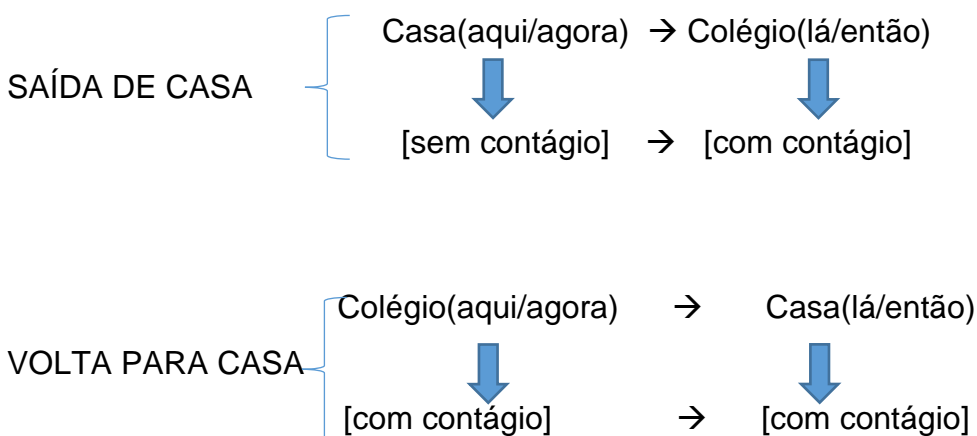 Casa(aqui/agora) → Colégio(lá/então)
SAÍDA DE CASA
[sem contágio] → [com contágio]
Colégio(aqui/agora) → Casa(lá/então)
VOLTA PARA CASA
[com contágio] → [com contágio]